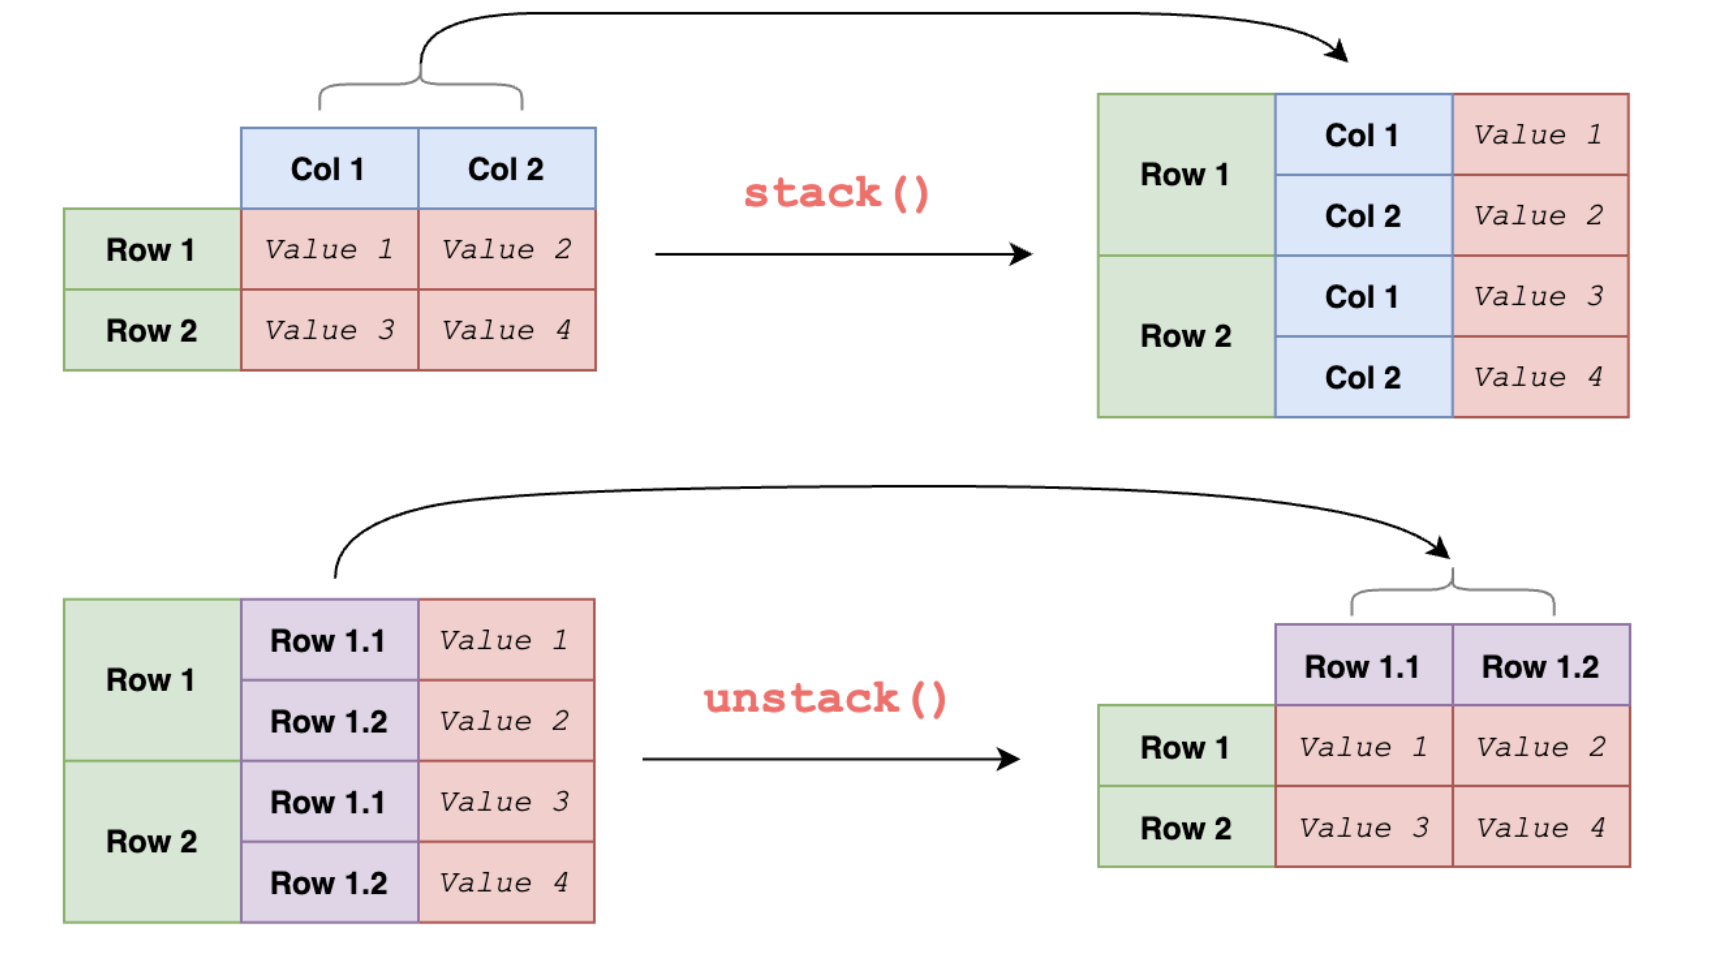 Col 1 Col 2
Row 1 Value 1 Value 2
Row 2 Value 3 Value 4
stack()
Row 1 Col 1 Value 1
Col 2 Value 2
Row 2 Col 1 Value 3
Col 2 Value 4
Row 1 Row 1.1 Value 1
Row 1.2 Value 2
Row 2 Row 1.1 Value 3
Row 1.2 Value 4
unstack()
Row 1.1 Row 1.2
Row 1 Value 1 Value 2
Row 2 Value 3 Value 4